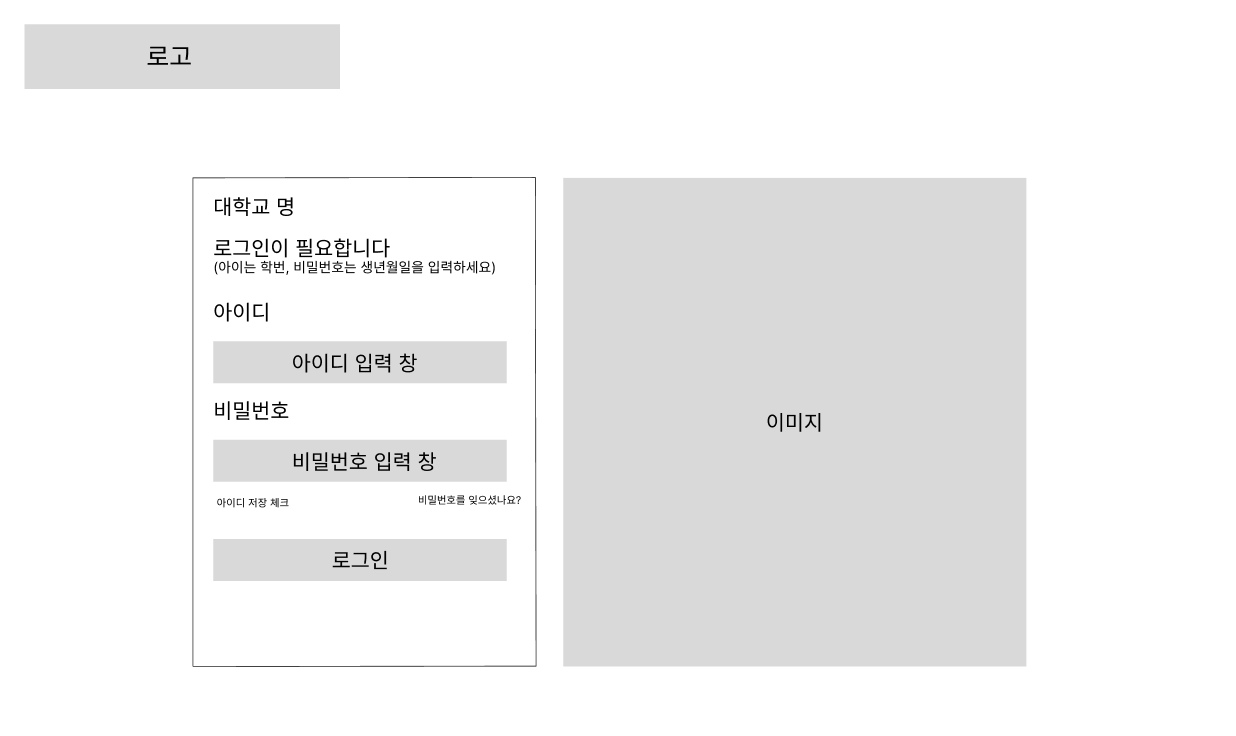 로고
대학교 명
로그인이 필요합니다
(아이는 학번, 비밀번호는 생년월일을 입력하세요)
아이디
아이디 입력 창
비밀번호
비밀번호 입력 창
아이디 저장 체크
비밀번호를 잊으셨나요?
로그인
이미지